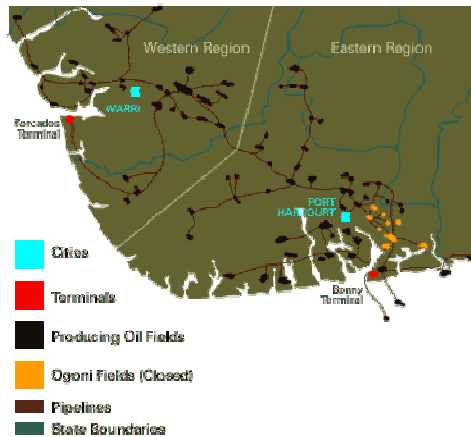 Western Region
Eastern Region
WARRI
Forcados
Terminal
PORT
HARCOURT
Bonny
Terminal
Cities
Terminals
Producing Oil Fields
Ogoni Fields (Closed)
Pipelines
State Boundaries